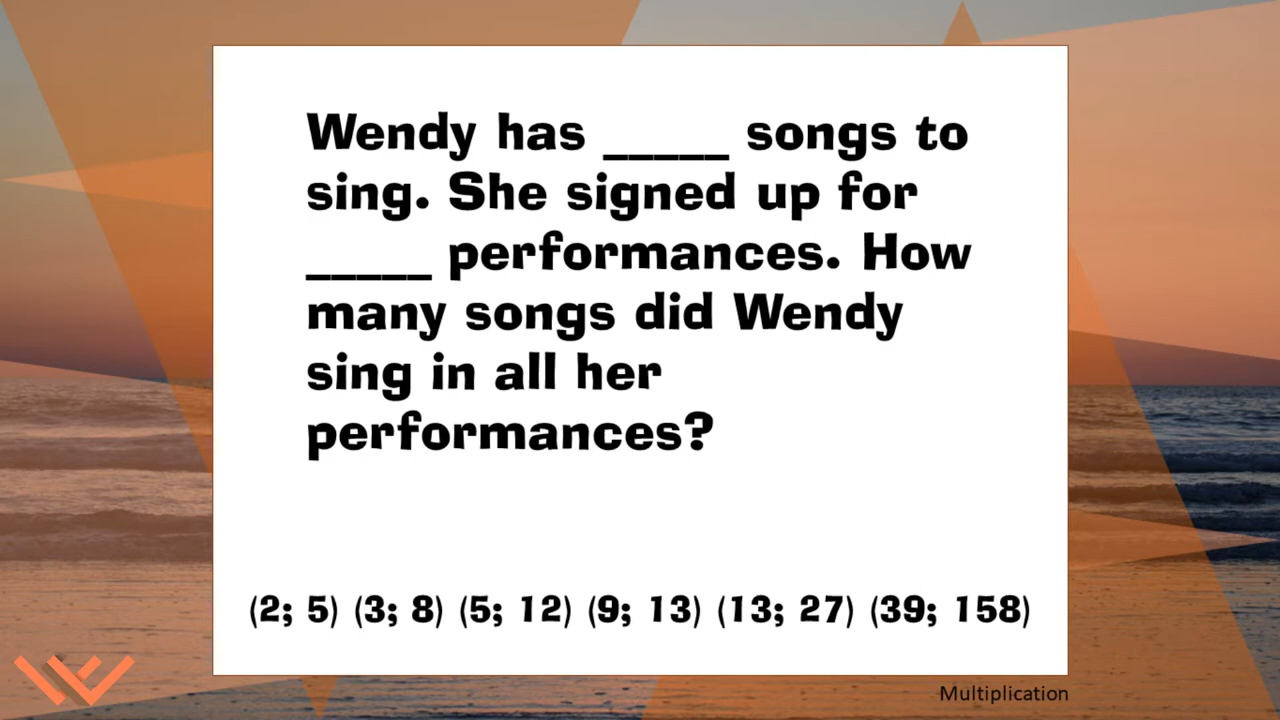 Wendy has _____ songs to
sing. She signed up for
_____ performances. How
many songs did Wendy
sing in all her
performances?
(2; 5) (3; 8) (5; 12) (9; 13) (13; 27) (39; 158)
Multiplication